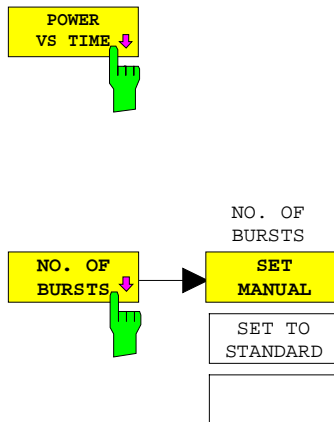 POWER
VS TIME
NO. OF
BURSTS
NO. OF
BURSTS
SET
MANUAL
SET TO
STANDARD